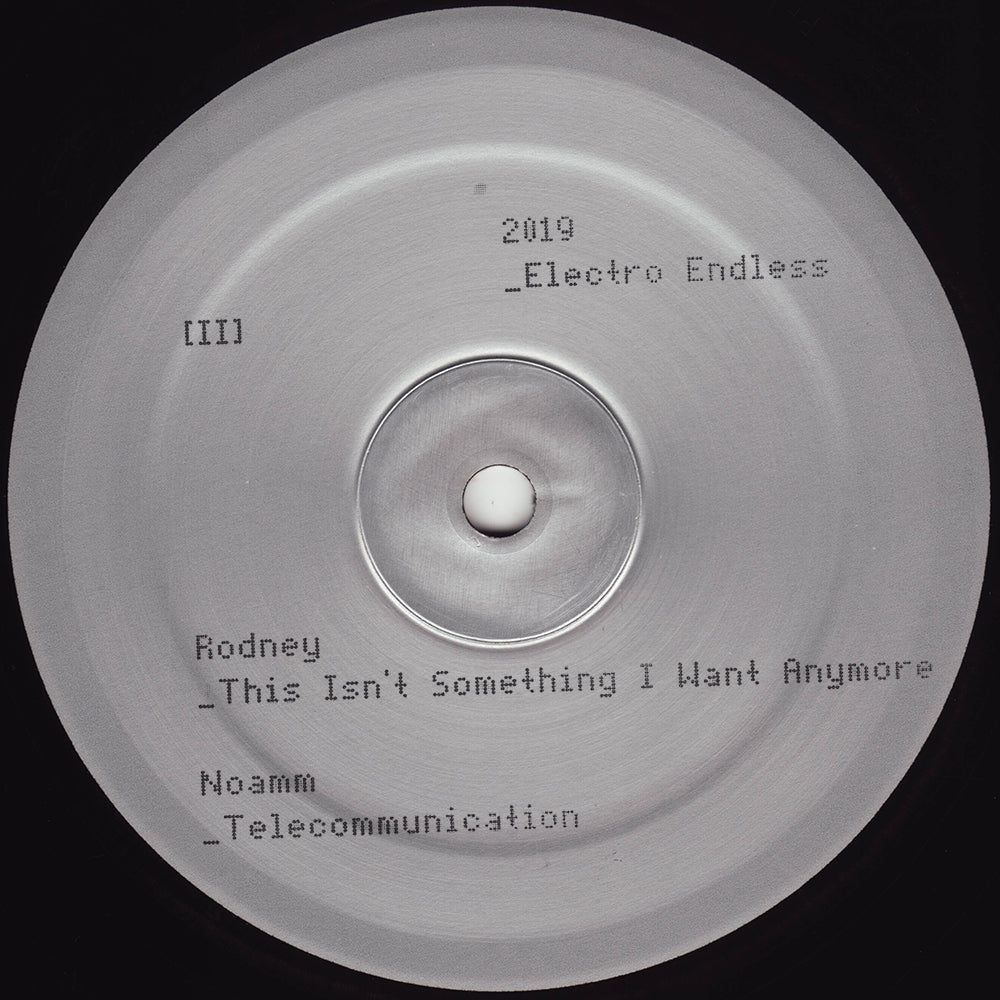 2019
_Electro Endless
[II]
Rodney
_This Isn't Something I Want Anymore
Noamm
_Telecommunication